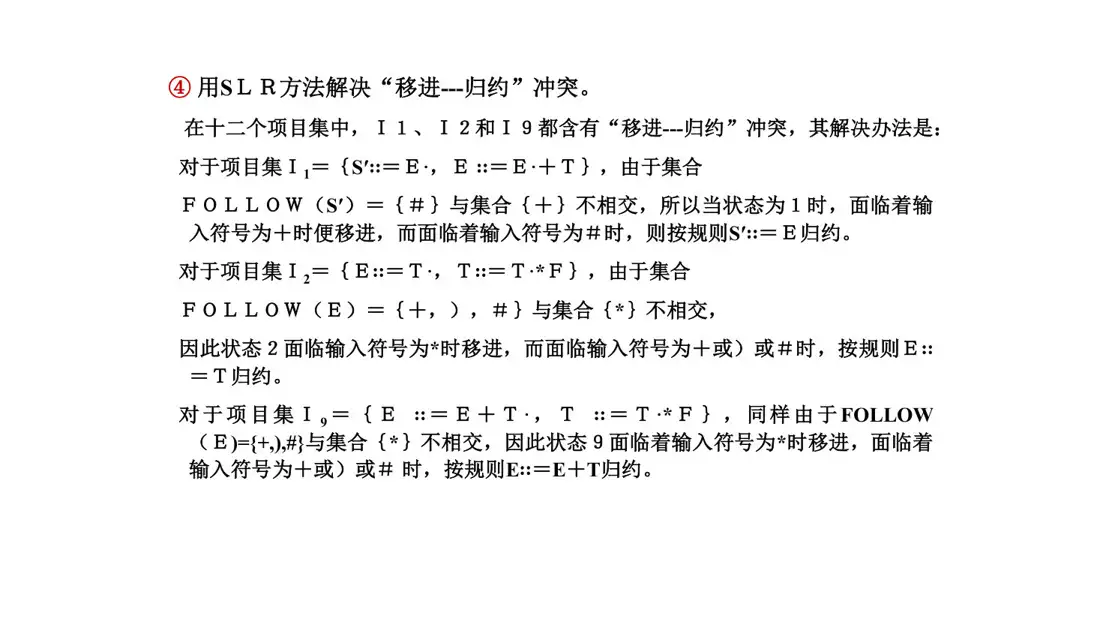 ④ 用SＬＲ方法解决“移进---归约”冲突。
在十二个项目集中，Ｉ１、Ｉ２和Ｉ９都含有“移进---归约”冲突，其解决办法是：
对于项目集Ｉ1＝｛S′::＝Ｅ·，Ｅ::＝Ｅ·＋Ｔ｝，由于集合
ＦＯＬＬＯＷ（S′）＝｛＃｝与集合｛＋｝不相交，所以当状态为１时，面临着输
入符号为＋时便移进，而面临着输入符号为＃时，则按规则S′::＝Ｅ归约。
对于项目集Ｉ2＝｛Ｅ::＝Ｔ·，Ｔ::＝Ｔ·*Ｆ｝，由于集合
ＦＯＬＬＯＷ（Ｅ）＝｛＋，），＃｝与集合｛*｝不相交，
因此状态２面临输入符号为*时移进，而面临输入符号为＋或）或＃时，按规则Ｅ::
＝Ｔ归约。
对于项目集Ｉ9＝｛Ｅ ::＝Ｅ＋Ｔ·，Ｔ ::＝Ｔ·*Ｆ｝，同样由于FOLLOW
（Ｅ)={+,),#}与集合｛*｝不相交，因此状态９面临着输入符号为*时移进，面临着
输入符号为＋或）或＃ 时，按规则E::＝E＋T归约。